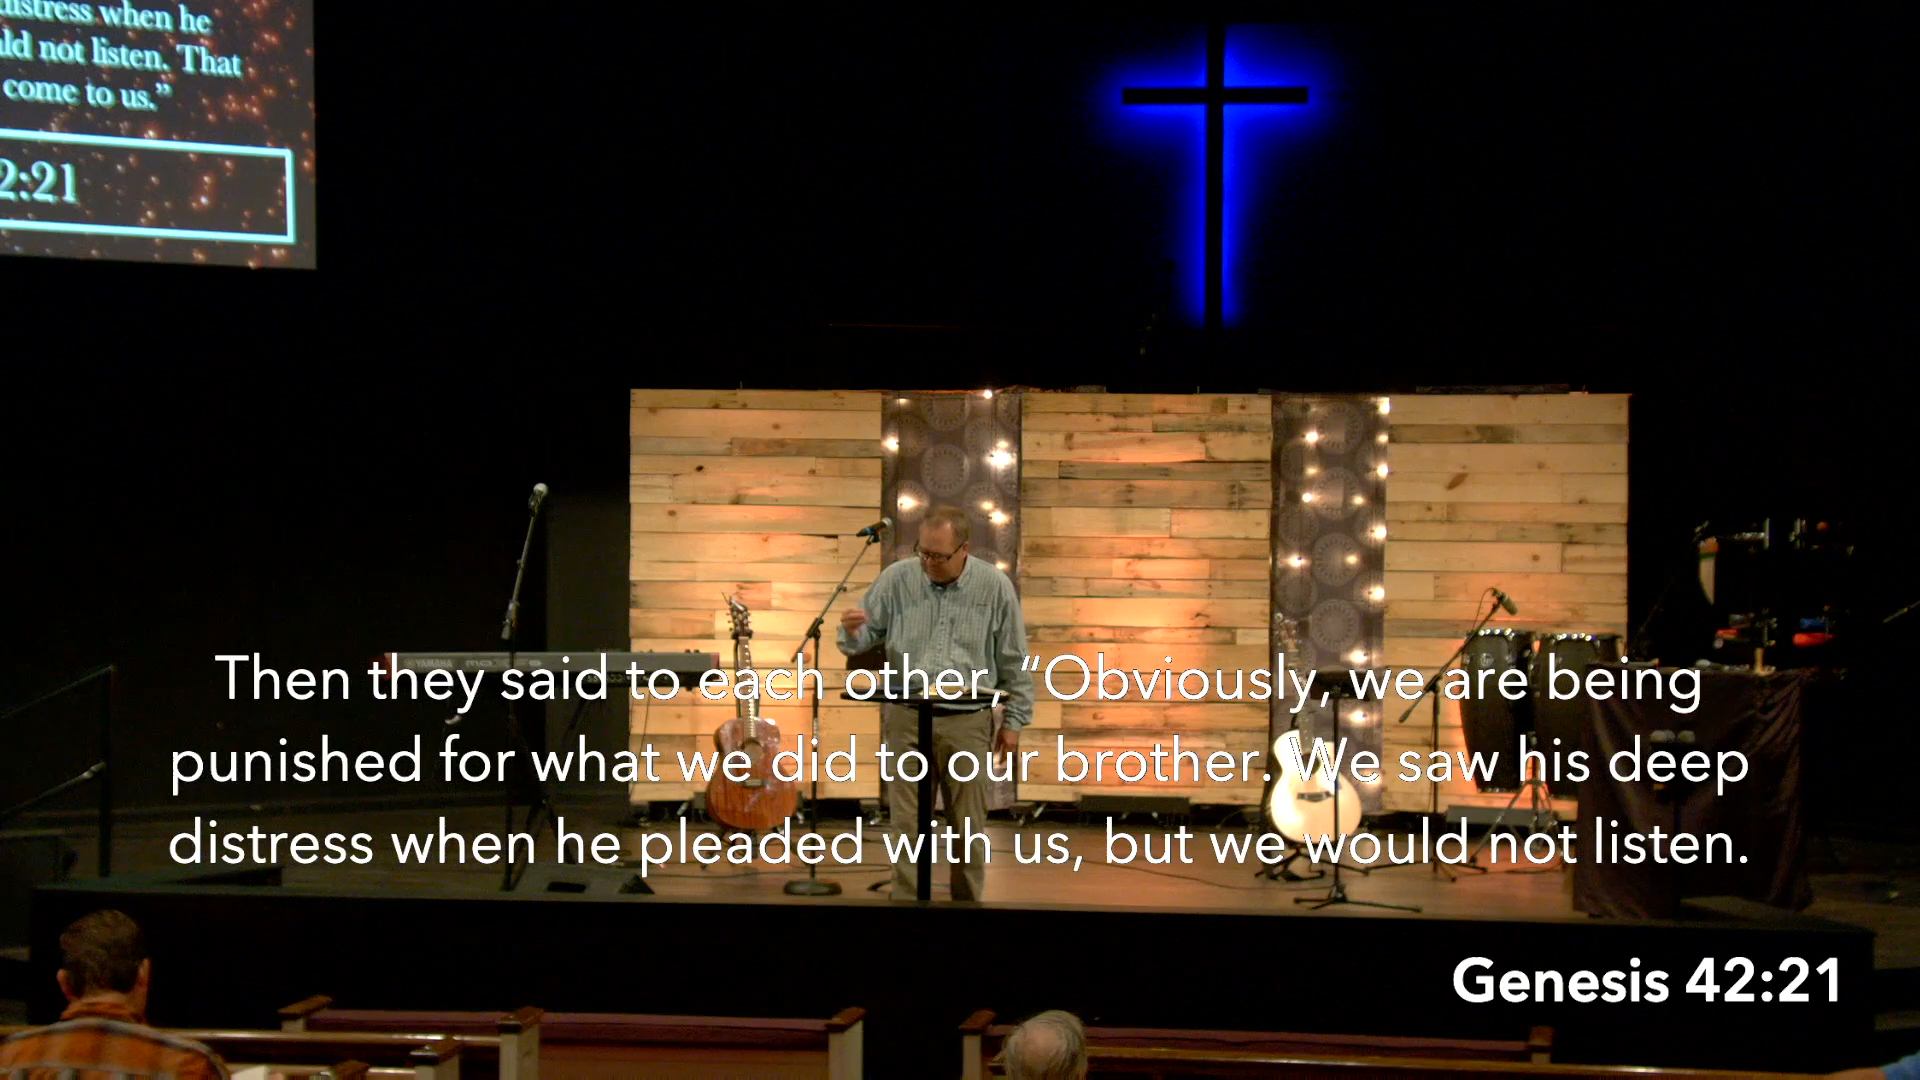 distress when he
ld not listen. That
come to us.”
2:21
YAMAHA
Then they said to each other, “Obviously, we are being
punished for what we did to our brother. We saw his deep
distress when he pleaded with us, but we would not listen.
Genesis 42:21